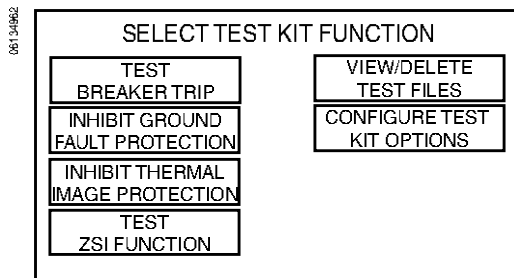 06134962
SELECT TEST KIT FUNCTION
TEST
BREAKER TRIP
INHIBIT GROUND
FAULT PROTECTION
INHIBIT THERMAL
IMAGE PROTECTION
TEST
ZSI FUNCTION
VIEW/DELETE
TEST FILES
CONFIGURE TEST
KIT OPTIONS